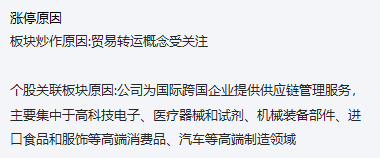 涨停原因
板块炒作原因:贸易转运概念受关注
个股关联板块原因:公司为国际跨国企业提供供应链管理服务，
主要集中于高科技电子、医疗器械和试剂、机械装备部件、进
口食品和服饰等高端消费品、汽车等高端制造领域